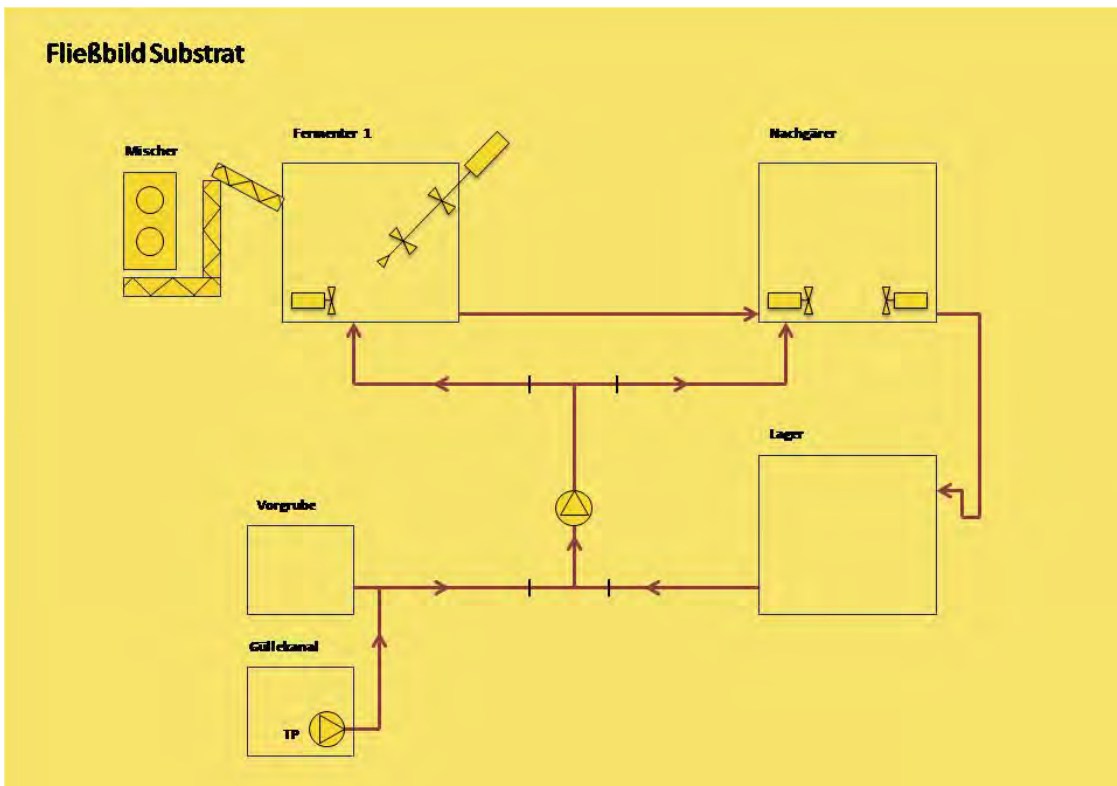 Fließbild Substrat
Fermenter 1
Nachgärer
Mischer
Lager
Vorgrube
Güllekanal
TP